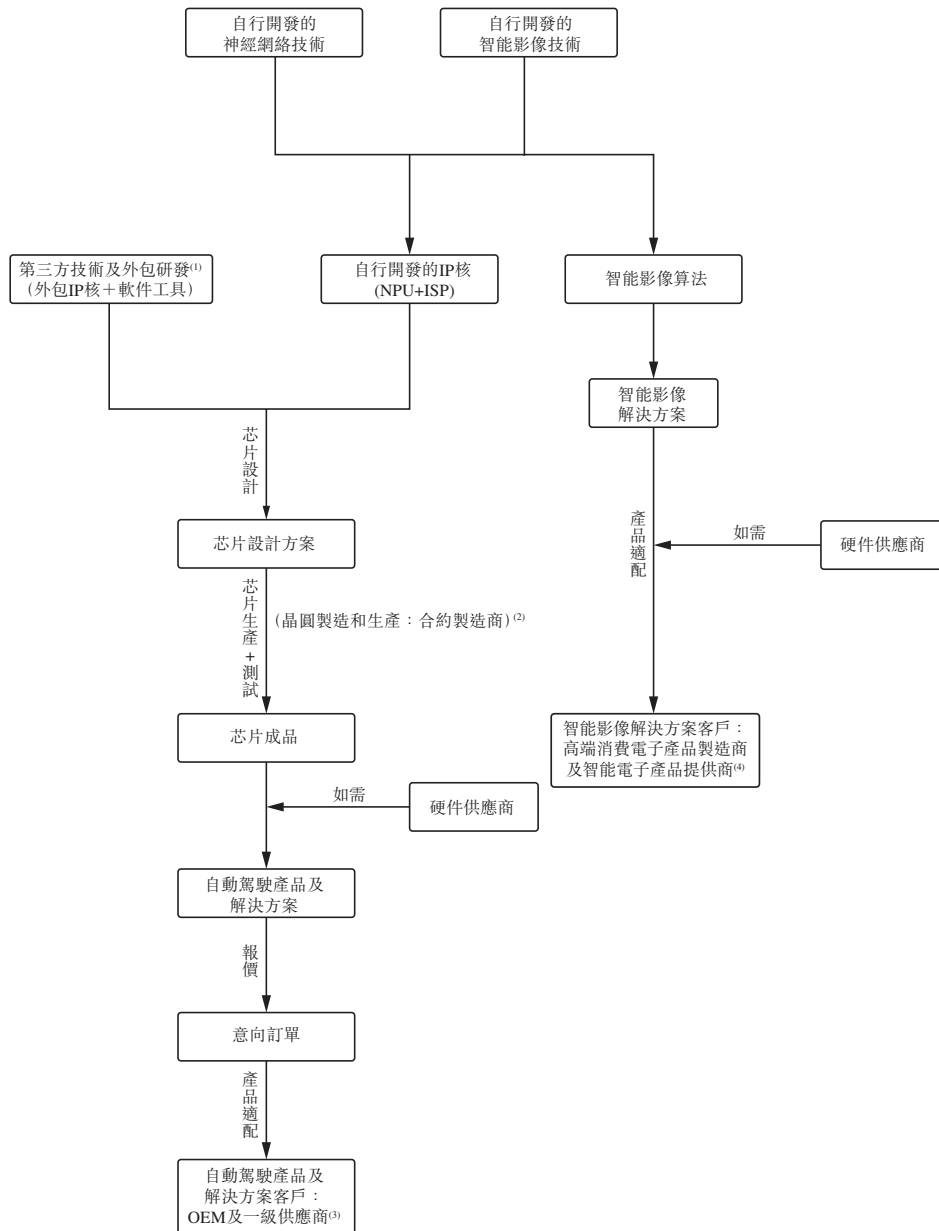 自行開發的
神經網絡技術
自行開發的
智能影像技術
第三方技術及外包研發(1)
(外包IP核＋軟件工具)
自行開發的IP核
(NPU+ISP)
智能影像算法
智能影像
解決方案
芯片設計
芯片設計方案
產品適配
如需
硬件供應商
芯片生產+測試
(晶圓製造和生產：合約製造商)(2)
芯片成品
智能影像解決方案客戶：
高端消費電子產品製造商
及智能電子產品提供商(4)
如需
硬件供應商
自動駕駛產品及
解決方案
報價
意向訂單
產品適配
自動駕駛產品及
解決方案客戶：
OEM及一級供應商(3)